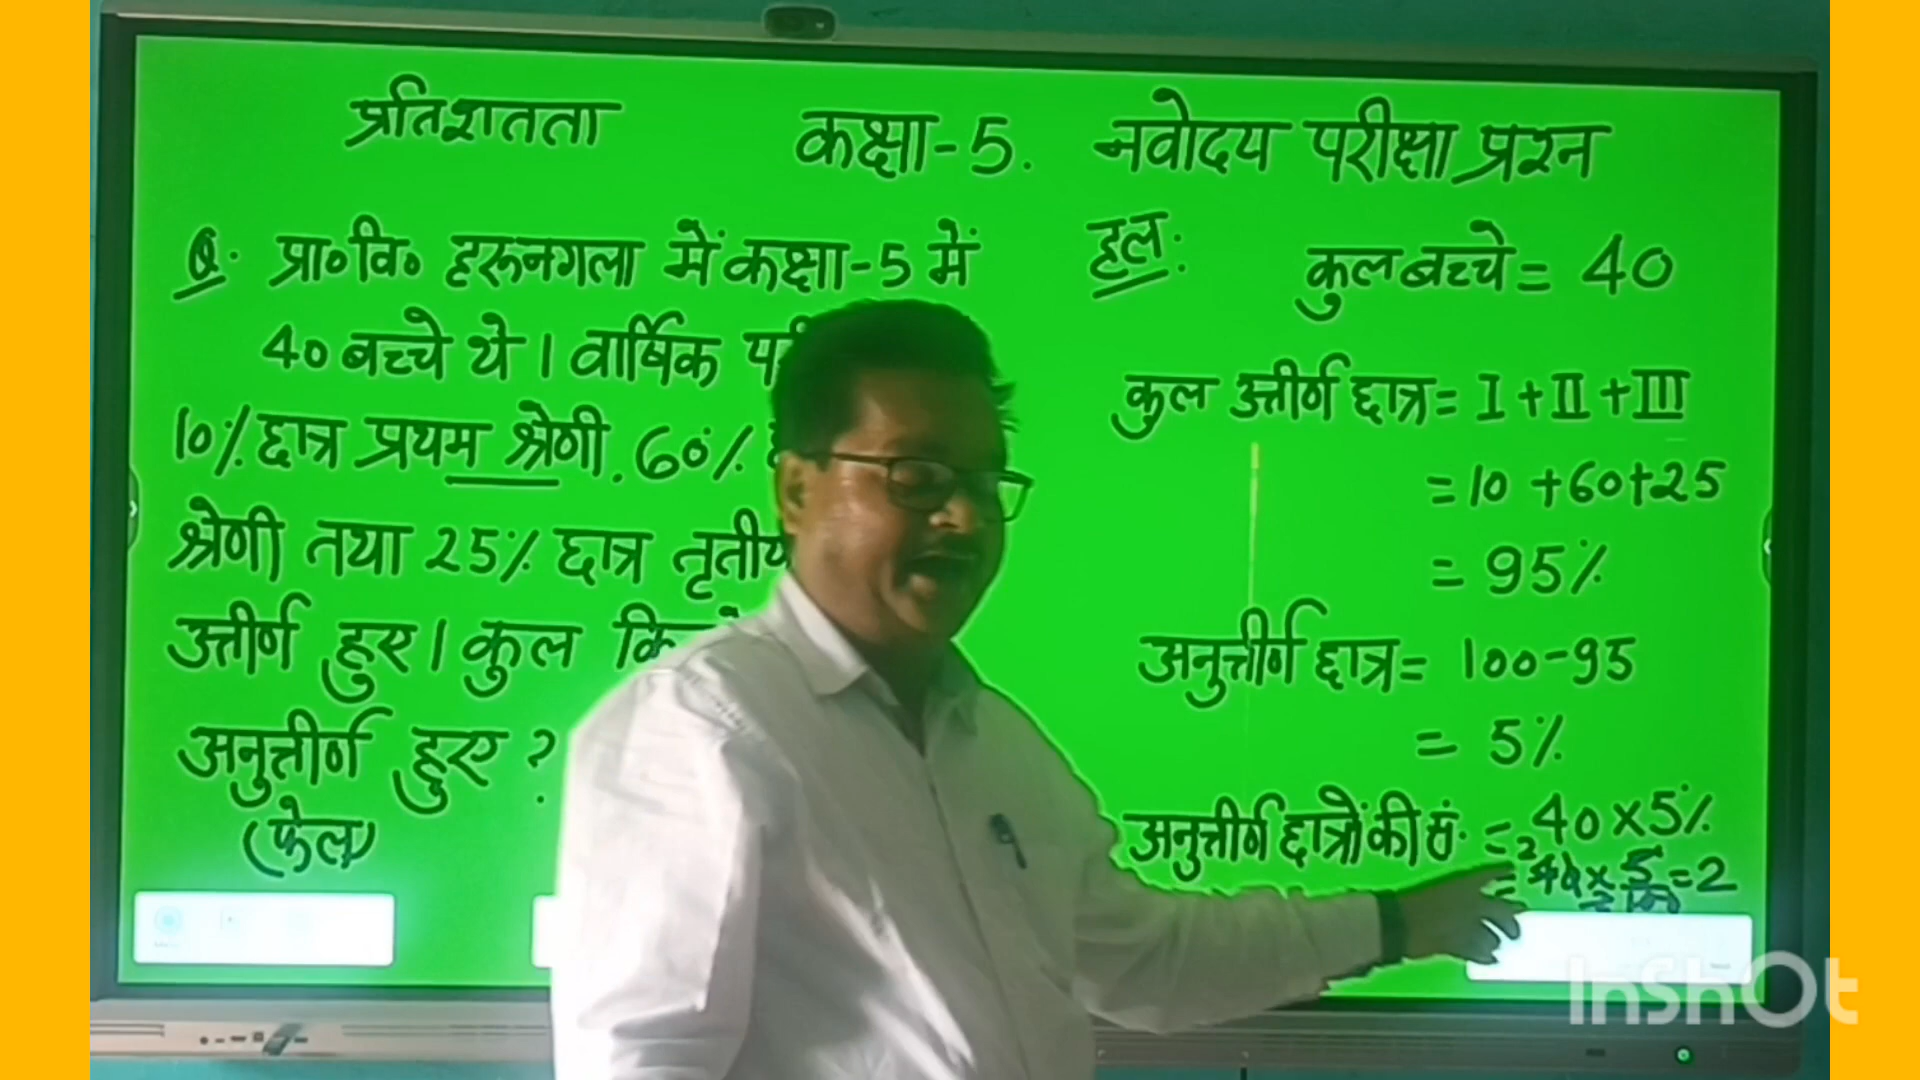 प्रतिशतता कक्षा-5. नवोदय परीक्षा प्रश्न
Q. प्रा०वि० हरूनगला में कक्षा-5 में
40 बच्चे थे। वार्षिक
10% छात्र प्रथम श्रेणी. 60%
श्रेणी तथा 25% छात्र तृतीय
उत्तीर्ण हुए। कुल
अनुत्तीर्ण हुए?
(फेल)
हल:
कुल बच्चे = 40
कुल उत्तीर्ण छात्र = I + II + III
= 10 + 60 + 25
= 95%
अनुत्तीर्ण छात्र = 100-95
= 5%
अनुत्तीर्ण छात्रों की सं. = 40 x 5%
= 2
InShOt